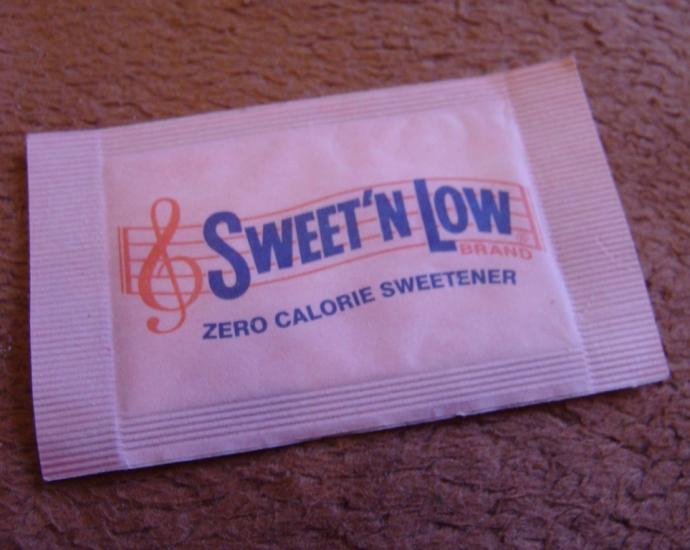 SWEET'N LOW
BRAND
ZERO CALORIE SWEETENER